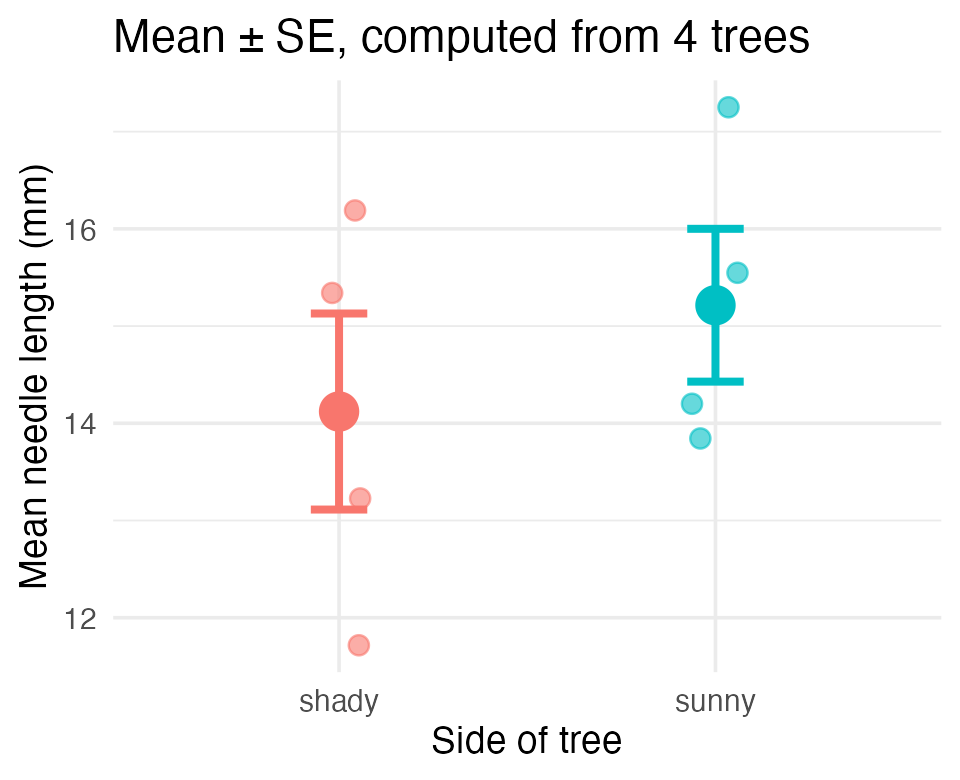 Mean ± SE, computed from 4 trees
Mean needle length (mm)
16
14
12
shady
sunny
Side of tree